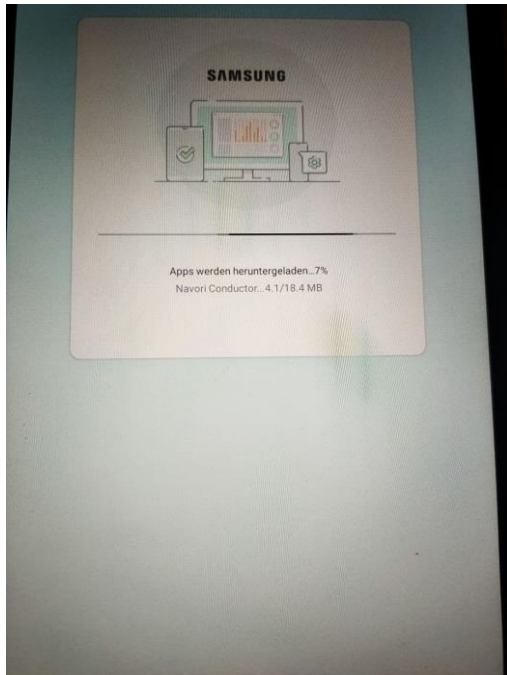 SAMSUNG
Apps werden heruntergeladen...7%
Navori Conductor...4.1/18.4 MB